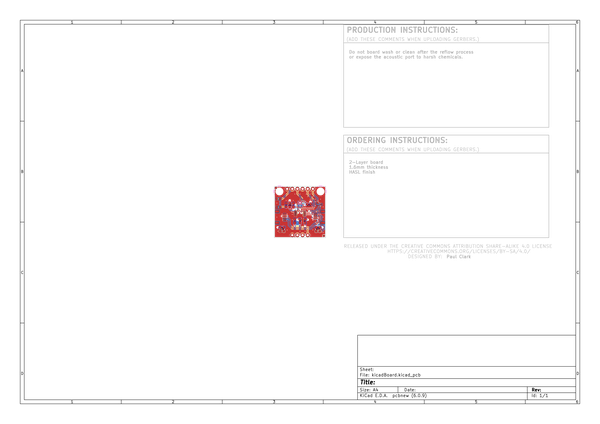 PRODUCTION INSTRUCTIONS:
(ADD THESE COMMENTS WHEN UPLOADING GERBERS.)
Do not board wash or clean after the reflow process
or expose the acoustic port to harsh chemicals.
ORDERING INSTRUCTIONS:
(ADD THESE COMMENTS WHEN UPLOADING GERBERS.)
2-Layer board
1.0mm thickness
HASL finish
RELEASED UNDER THE CREATIVE COMMONS ATTRIBUTION SHARE-ALIKE 4.0 LICENSE
HTTPS://CREATIVECOMMONS.ORG/LICENSES/BY-SA/4.0/
DESIGNED BY: Paul Clark
Sheet:
File: kicadBoard.kicad_pcb
Title:
Size: A4 Date: Rev:
KiCad E.D.A. pcbnew (6.0.9) Id: 1/1
1 2 3 4 5 6
1 2 3 4 5 6
A A
B B
C C
D D